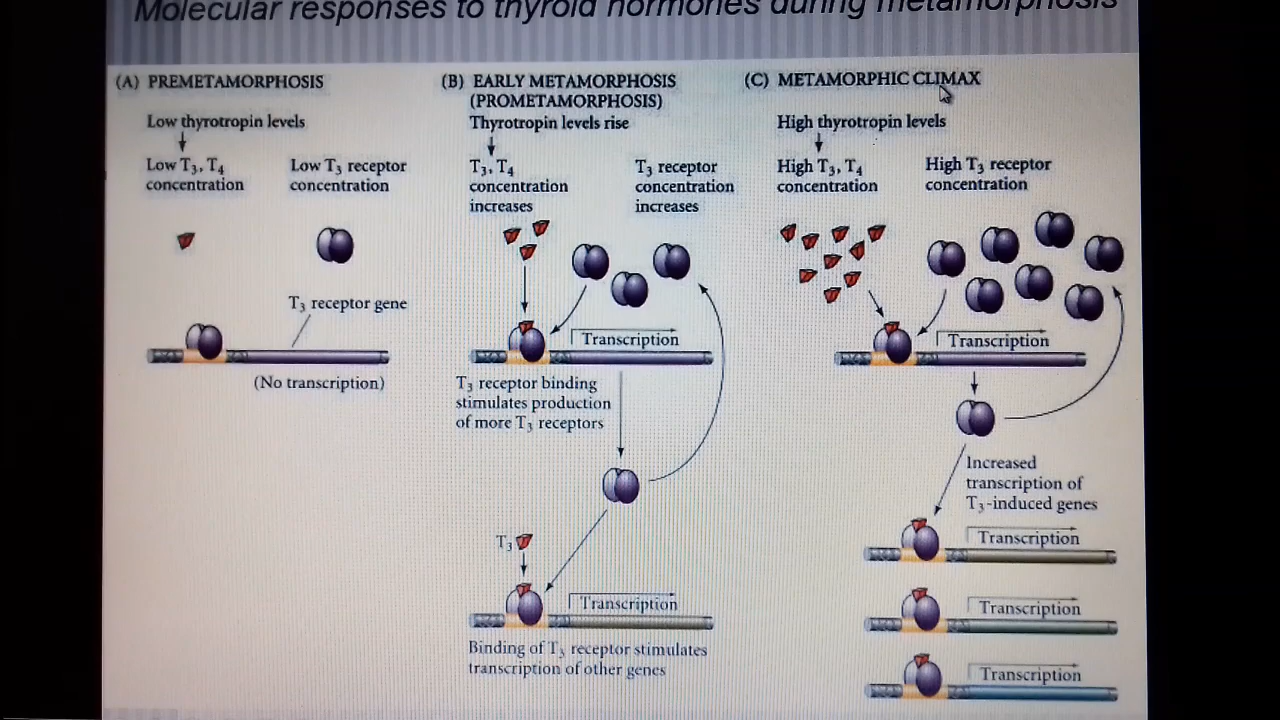 Molecular responses to thyroid hormones during metamorphosis
(A) PREMETAMORPHOSIS
Low thyrotropin levels
Low T₃, T₄
concentration
Low T₃ receptor
concentration
T₃ receptor gene
(No transcription)
(B) EARLY METAMORPHOSIS
(PROMETAMORPHOSIS)
Thyrotropin levels rise
T₃, T₄
concentration
increases
T₃ receptor
concentration
increases
Transcription
T₃ receptor binding
stimulates production
of more T₃ receptors
T₃
Transcription
Binding of T₃ receptor stimulates
transcription of other genes
(C) METAMORPHIC CLIMAX
High thyrotropin levels
High T₃, T₄
concentration
High T₃ receptor
concentration
Transcription
Increased
transcription of
T₃-induced genes
Transcription
Transcription
Transcription